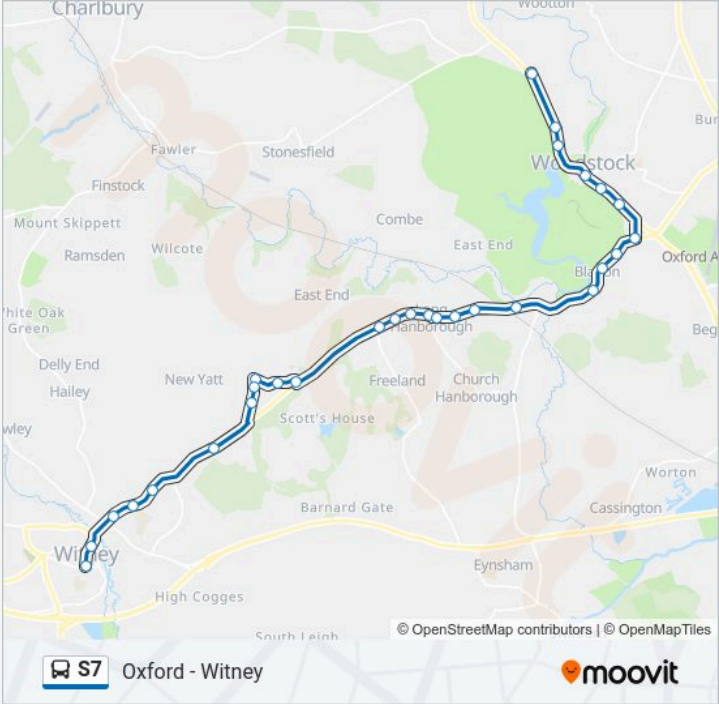 Charlbury
Wootton
Bur
Fawler
Stonesfield
Woodstock
Finstock
Mount Skippett
Combe
Wilcote
East End
Ramsden
Oxford A
Bladon
East End
White Oak
Green
Long
Hanborough
Beg
Delly End
New Yatt
Freeland
Church
Hanborough
Hailey
Scott's House
wley
Worton
Barnard Gate
Cassington
Witney
Eynsham
High Cogges
South Leigh
© OpenStreetMap contributors | © OpenMapTiles
S7 Oxford - Witney
moovit